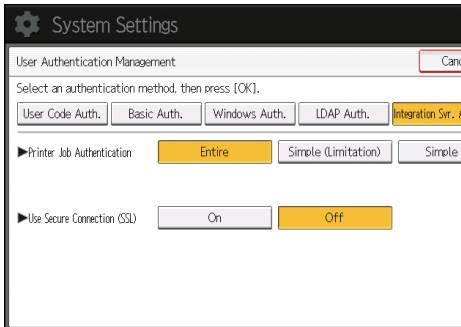 System Settings
User Authentication Management Canc
Select an authentication method, then press [OK].
User Code Auth. Basic Auth. Windows Auth. LDAP Auth. Integration Svr. A
▶Printer Job Authentication Entire Simple (Limitation) Simple
▶Use Secure Connection (SSL) On Off